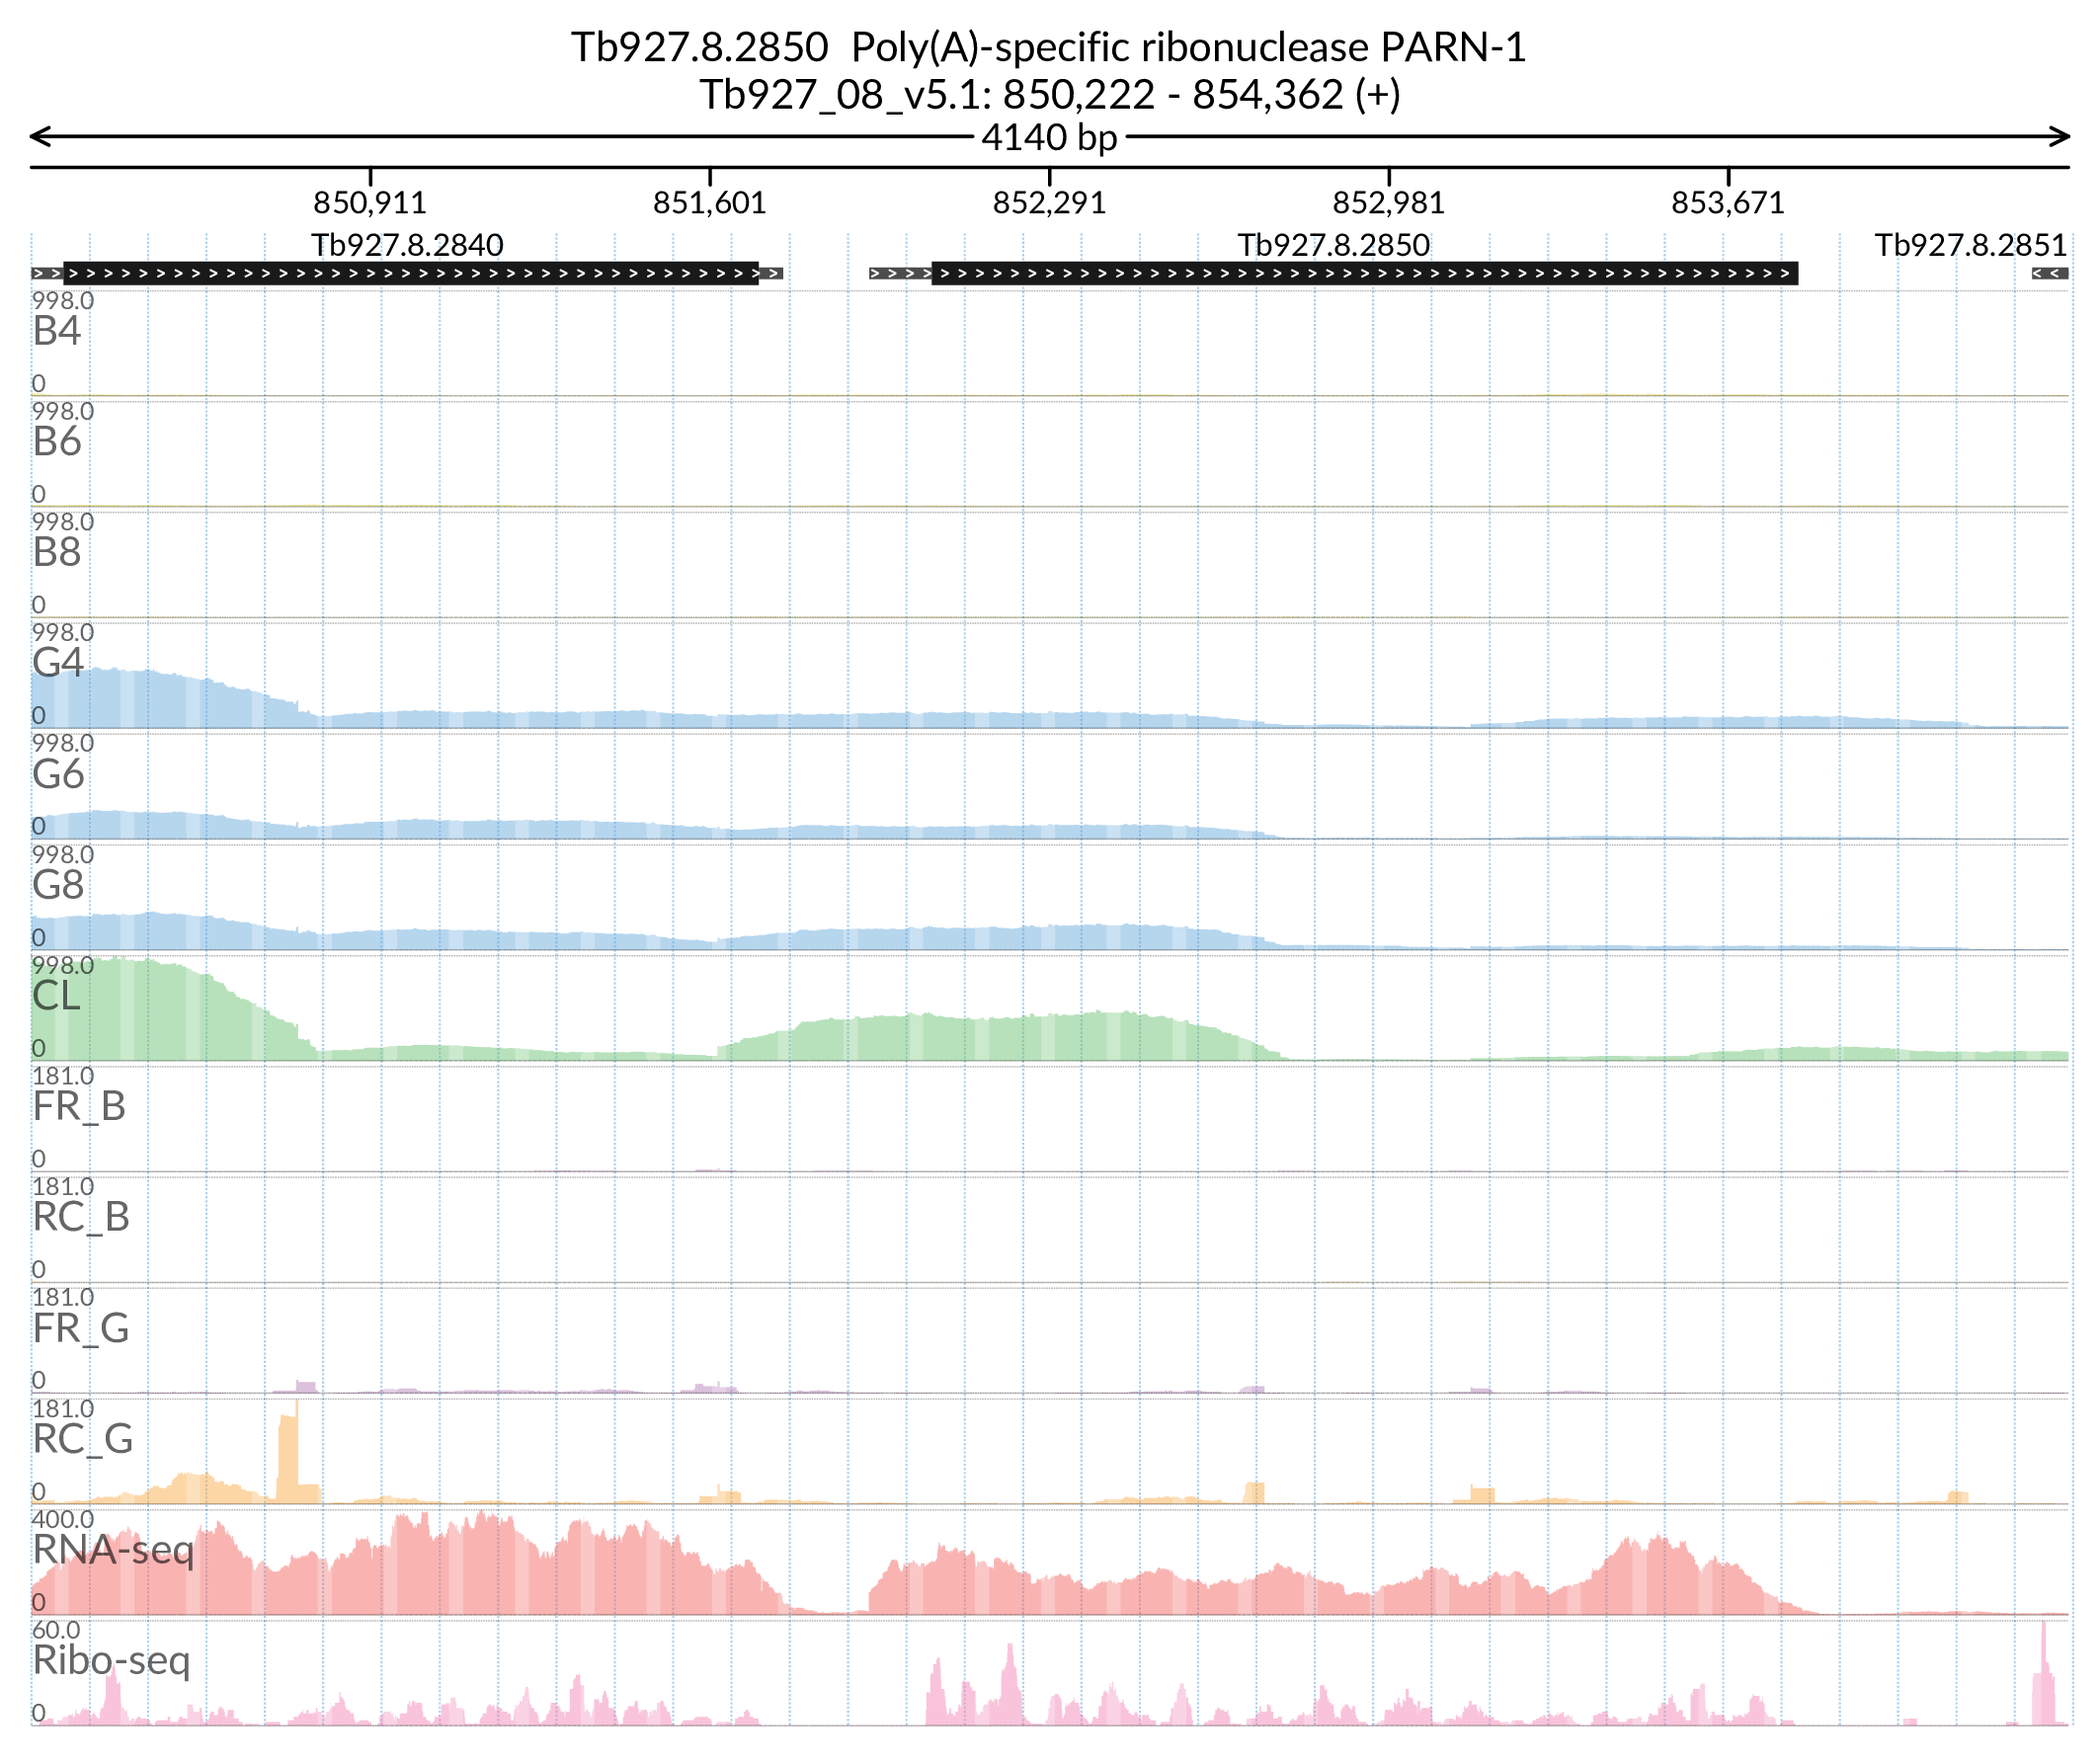 Tb927.8.2850 Poly(A)-specific ribonuclease PARN-1
Tb927_08_v5.1: 850,222 - 854,362 (+)
4140 bp
850,911 851,601 852,291 852,981 853,671
Tb927.8.2840 Tb927.8.2850 Tb927.8.2851
998.0
B4
0
998.0
B6
0
998.0
B8
0
998.0
G4
0
998.0
G6
0
998.0
G8
0
998.0
CL
0
181.0
FR_B
0
181.0
RC_B
0
181.0
FR_G
0
181.0
RC_G
0
400.0
RNA-seq
0
60.0
Ribo-seq
0